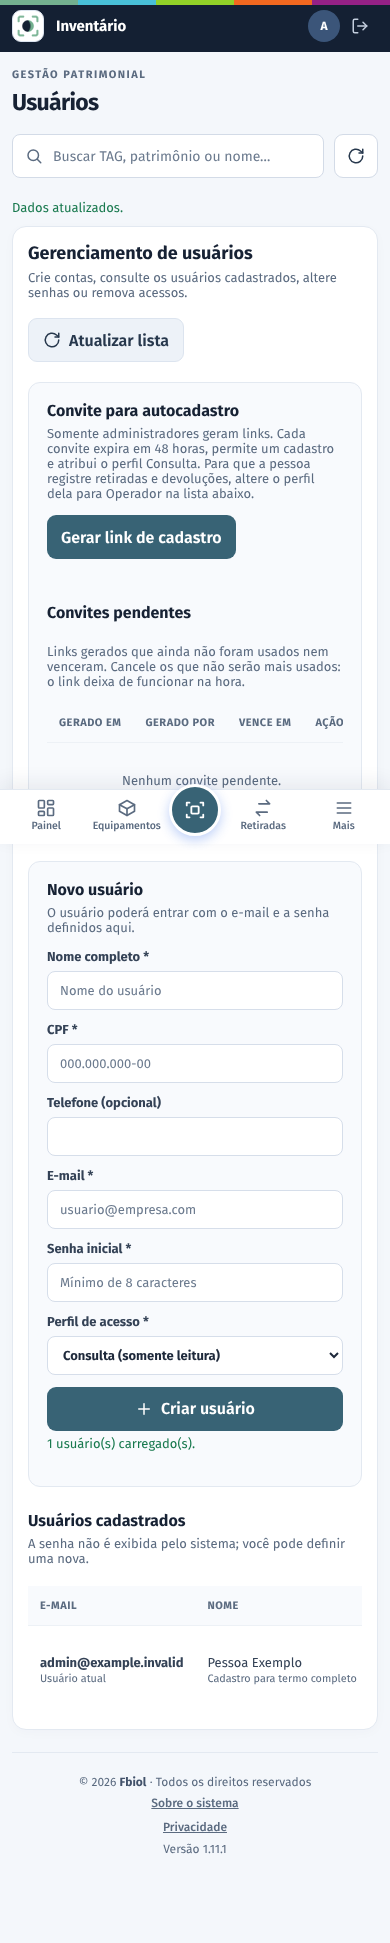 Inventário
A
GESTÃO PATRIMONIAL
Usuários
Buscar TAG, patrimônio ou nome...
Dados atualizados.
Gerenciamento de usuários
Crie contas, consulte os usuários cadastrados, altere
senhas ou remova acessos.
Atualizar lista
Convite para autocadastro
Somente administradores geram links. Cada
convite expira em 48 horas, permite um cadastro
e atribui o perfil Consulta. Para que a pessoa
registre retiradas e devoluções, altere o perfil
dela para Operador na lista abaixo.
Gerar link de cadastro
Convites pendentes
Links gerados que ainda não foram usados nem
venceram. Cancele os que não serão mais usados:
o link deixa de funcionar na hora.
GERADO EM GERADO POR VENCE EM AÇÃO
Nenhum convite pendente.
Painel Equipamentos Retiradas Mais
Novo usuário
O usuário poderá entrar com o e-mail e a senha
definidos aqui.
Nome completo *
Nome do usuário
CPF *
000.000.000-00
Telefone (opcional)
E-mail *
usuario@empresa.com
Senha inicial *
Mínimo de 8 caracteres
Perfil de acesso *
Consulta (somente leitura)
Criar usuário
1 usuário(s) carregado(s).
Usuários cadastrados
A senha não é exibida pelo sistema; você pode definir
uma nova.
E-MAIL NOME
admin@example.invalid Pessoa Exemplo
Usuário atual Cadastro para termo completo
© 2026 Fbiol · Todos os direitos reservados
Sobre o sistema
Privacidade
Versão 1.11.1